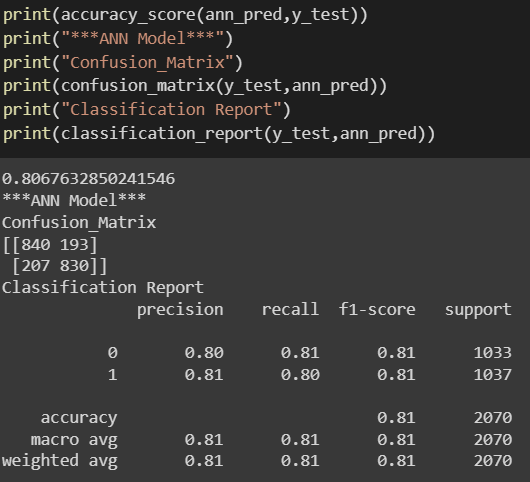 print(accuracy_score(ann_pred,y_test))
print("***ANN Model***")
print("Confusion_Matrix")
print(confusion_matrix(y_test,ann_pred))
print("Classification Report")
print(classification_report(y_test,ann_pred))
0.8067632850241546
***ANN Model***
Confusion_Matrix
[[840 193]
 [207 830]]
Classification Report
              precision    recall  f1-score   support

           0       0.80      0.81      0.81      1033
           1       0.81      0.80      0.81      1037

    accuracy                           0.81      2070
   macro avg       0.81      0.81      0.81      2070
weighted avg       0.81      0.81      0.81      2070